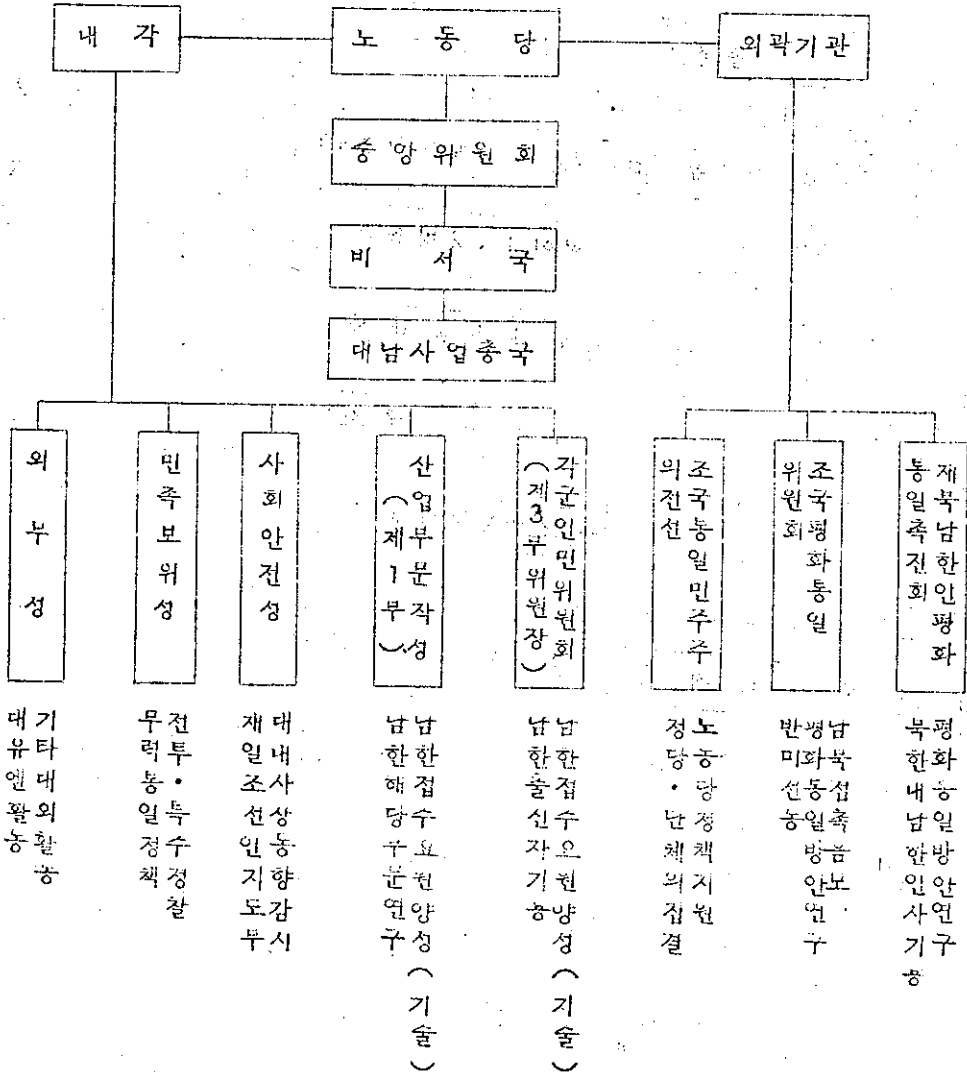 내각
노동당
외곽기관
중앙위원회
비서국
대남사업총국
외무성
민족보위성
사회안전성
산업부문작성
(제1부)
각군인민위원회
(제3부위원장)
조국통일민주주
의전선
조국평화통일
위원회
재북남한인평화
통일촉진회
기타대외활동
대유엔활동
전투・특수정찰
무력통일정책
대내사상동향감시
재일조선인지도부
남한접수요원양성(기술)
남한해당부문연구
남한접수요원양성(기술)
남한출신자기용
노동당정책지원
정당・단체의집결
남북접촉음모・
평화통일방안연구
반미선동
평화통일방안연구
북한내남한인사기용